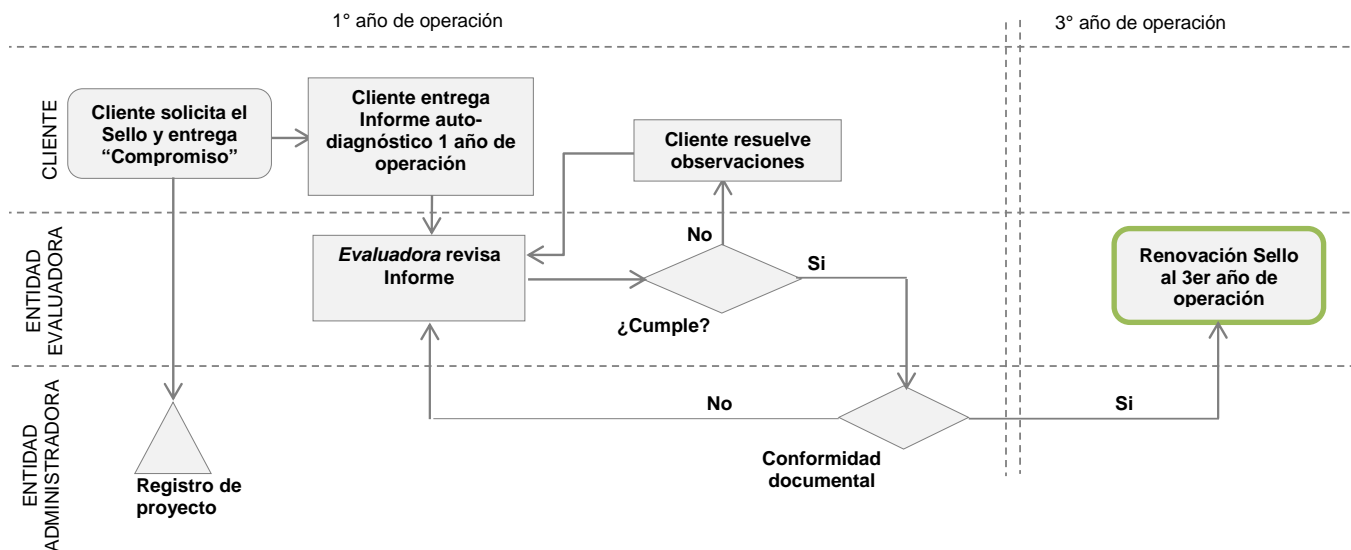 1° año de operación
3° año de operación
CLIENTE
Cliente solicita el
Sello y entrega
“Compromiso”
Cliente entrega
Informe auto-
diagnóstico 1 año de
operación
Cliente resuelve
observaciones
ENTIDAD
EVALUADORA
Evaluadora revisa
Informe
No
Si
¿Cumple?
Renovación Sello
al 3er año de
operación
ENTIDAD
ADMINISTRADORA
Registro de
proyecto
No
Conformidad
documental
Si